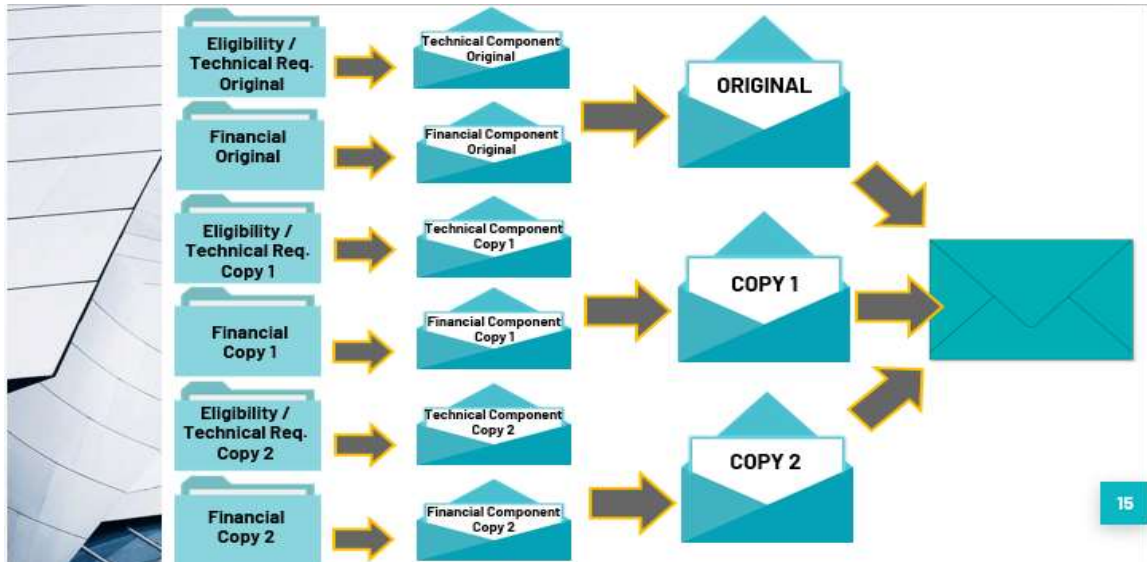 Eligibility /
Technical Req.
Original
Technical Component
Original
ORIGINAL
Financial
Original
Financial Component
Original
Eligibility /
Technical Req.
Copy 1
Technical Component
Copy 1
COPY 1
Financial
Copy 1
Financial Component
Copy 1
Eligibility /
Technical Req.
Copy 2
Technical Component
Copy 2
COPY 2
Financial
Copy 2
Financial Component
Copy 2
15